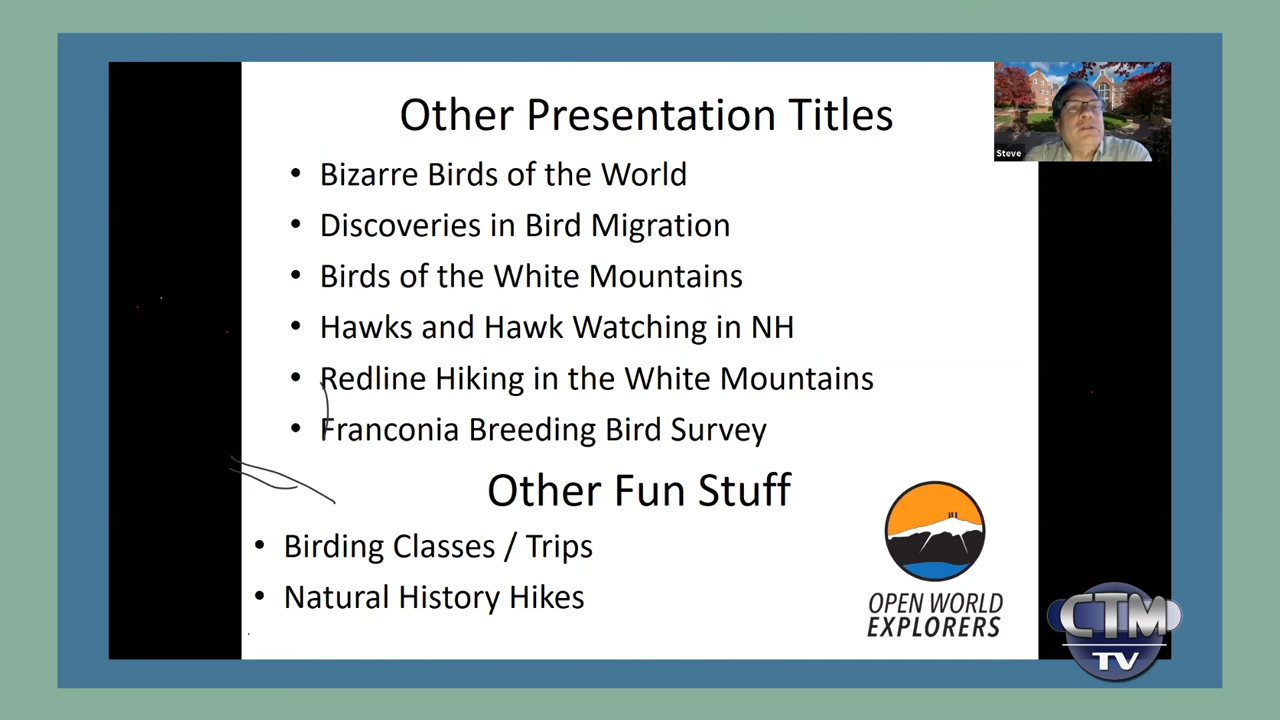 Other Presentation Titles
Steve
• Bizarre Birds of the World
• Discoveries in Bird Migration
• Birds of the White Mountains
• Hawks and Hawk Watching in NH
• Redline Hiking in the White Mountains
• Franconia Breeding Bird Survey
Other Fun Stuff
• Birding Classes / Trips
• Natural History Hikes
OPEN WORLD
EXPLORERS
CTM
TV